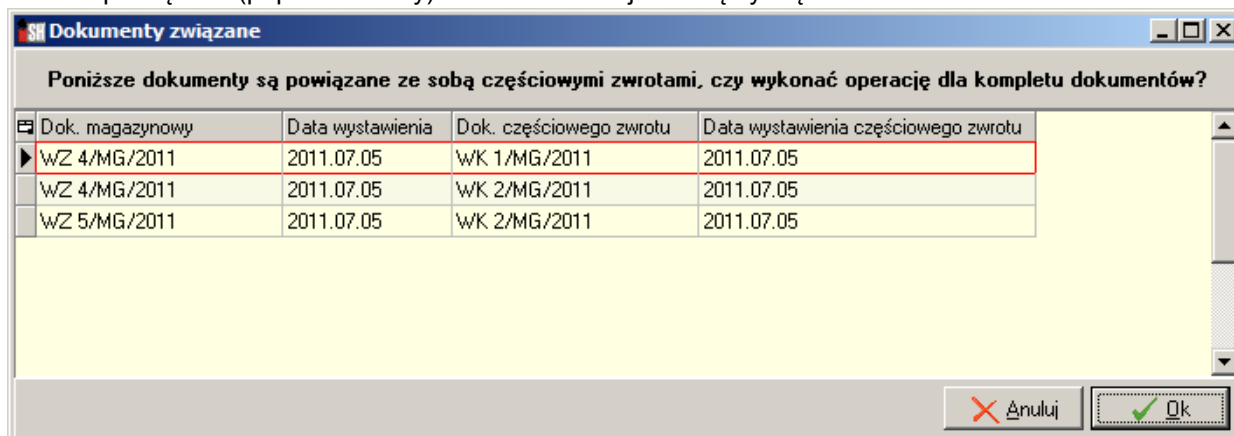 Dokumenty związane
Poniższe dokumenty są powiązane ze sobą częściowymi zwrotami, czy wykonać operację dla kompletu dokumentów?
Dok. magazynowy Data wystawienia Dok. częściowego zwrotu Data wystawienia częściowego zwrotu
WZ 4/MG/2011 2011.07.05 WK 1/MG/2011 2011.07.05
WZ 4/MG/2011 2011.07.05 WK 2/MG/2011 2011.07.05
WZ 5/MG/2011 2011.07.05 WK 2/MG/2011 2011.07.05
Anuluj Ok